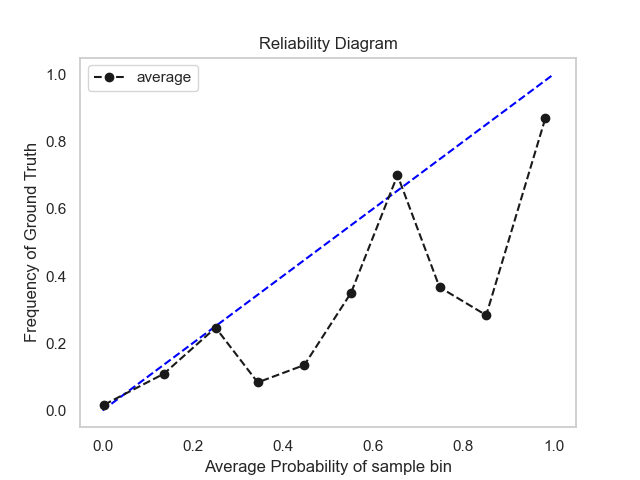 Reliability Diagram
average
Frequency of Ground Truth
1.0
0.8
0.6
0.4
0.2
0.0
0.0 0.2 0.4 0.6 0.8 1.0
Average Probability of sample bin